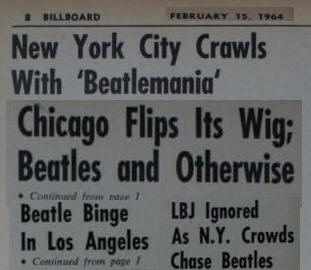 8 BILLBOARD FEBRUARY 15, 1964
New York City Crawls
With 'Beatlemania'
Chicago Flips Its Wig;
Beatles and Otherwise
• Continued from page 1
Beatle Binge
In Los Angeles
• Continued from page 1
LBJ Ignored
As N.Y. Crowds
Chase Beatles